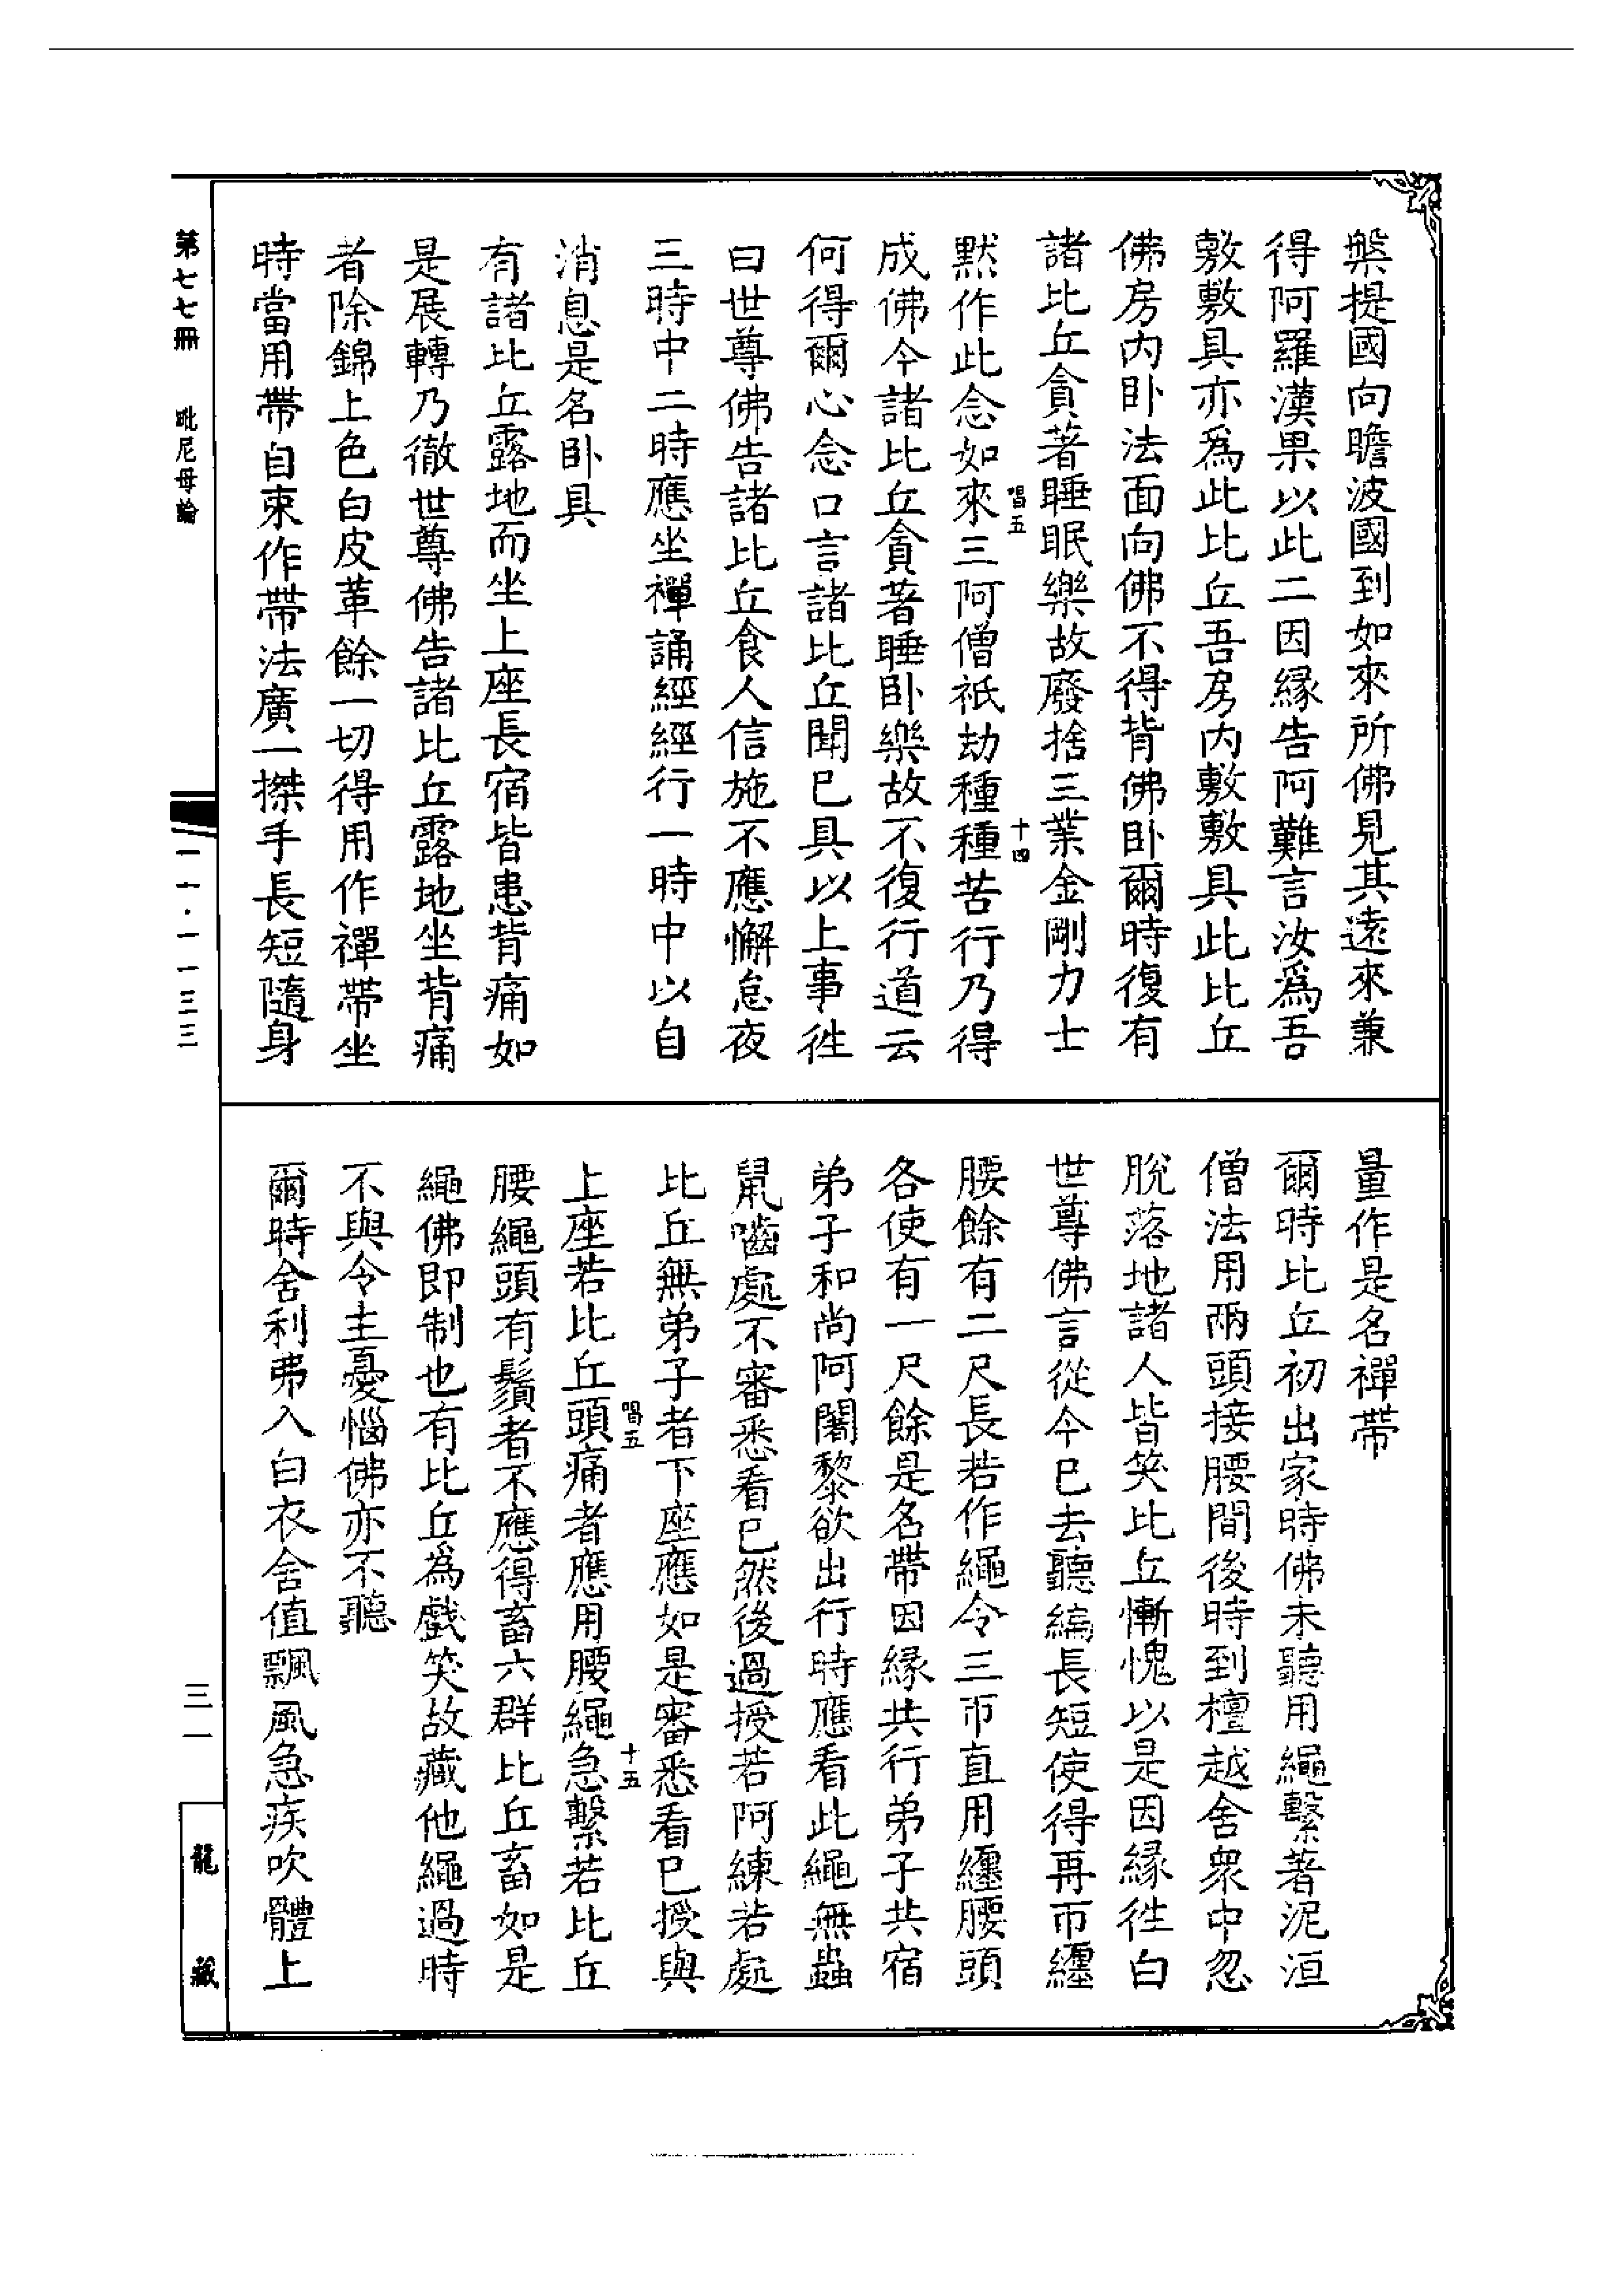 槃提國向瞻波國到如來所佛見其遠來兼
得阿羅漢果以此二因緣告阿難言汝為吾
敷敷具亦為此比丘吾房內敷敷具此比丘
佛房內卧法面向佛不得背佛卧爾時復有
諸比丘貪著睡眠樂故廢捨三業金剛力士
唱五
十四
默作此念如來三阿僧祇劫種種苦行乃得
成佛今諸比丘貪著睡卧樂故不復行道云
何得爾心念口言諸比丘聞已具以上事徃
曰世尊佛告諸比丘食人信施不應懈怠夜
三時中二時應坐禪誦經經行一時中以自
消息是名卧具
有諸比丘露地而坐上座長宿皆患背痛如
是展轉乃徹世尊佛告諸比丘露地坐背痛
者除錦上色白皮革餘一切得用作禪帶坐
時當用帶自束作帶法廣一搩手長短隨身
量作是名禪帶
爾時比丘初出家時佛未聽用繩繫著泥洹
僧法用兩頭接腰間後時到檀越舍衆中忽
脫落地諸人皆笑比丘慚愧以是因緣徃白
世尊佛言從今已去聽編長短使得再帀纏
腰餘有二尺長若作繩令三帀直用纏腰頭
各使有一尺餘是名帶因緣共行弟子共宿
弟子和尚阿闍黎欲出行時應看此繩無蟲
鼠嚙處不審悉看已然後過授若阿練若處
比丘無弟子者下座應如是審悉看已授與
唱五
十五
上座若比丘頭痛者應用腰繩急繫若比丘
腰繩頭有鬚者不應得畜六群比丘畜如是
繩佛即制也有比丘為戲笑故藏他繩過時
不與令主憂惱佛亦不聽
爾時舍利弗入白衣舍值飄風急疾吹體上
第七七冊
毗尼母論
一一·一一三三
三一
龍藏